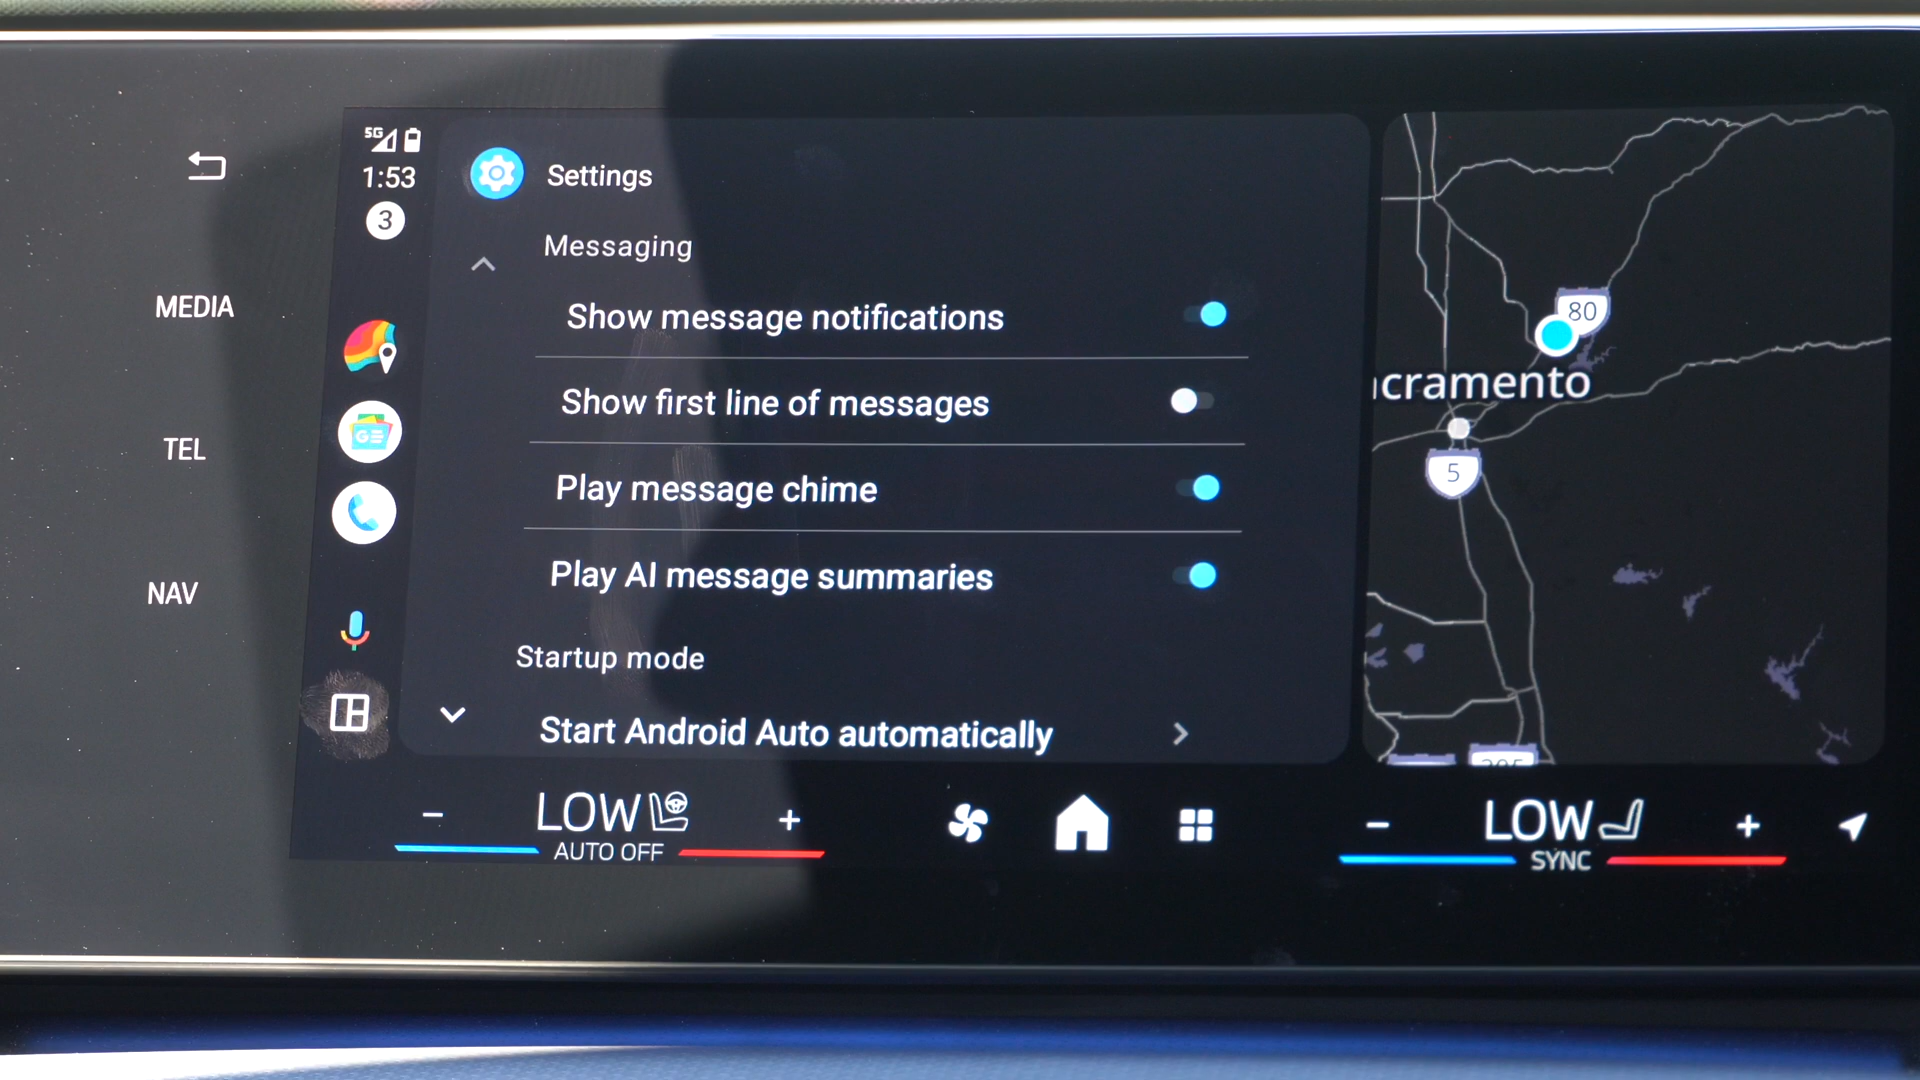 MEDIA
TEL
NAV
5G
1:53
3
Settings
Messaging
Show message notifications
Show first line of messages
Play message chime
Play AI message summaries
Startup mode
Start Android Auto automatically
80
cramento
5
− LOW +
AUTO OFF
− LOW +
SYNC